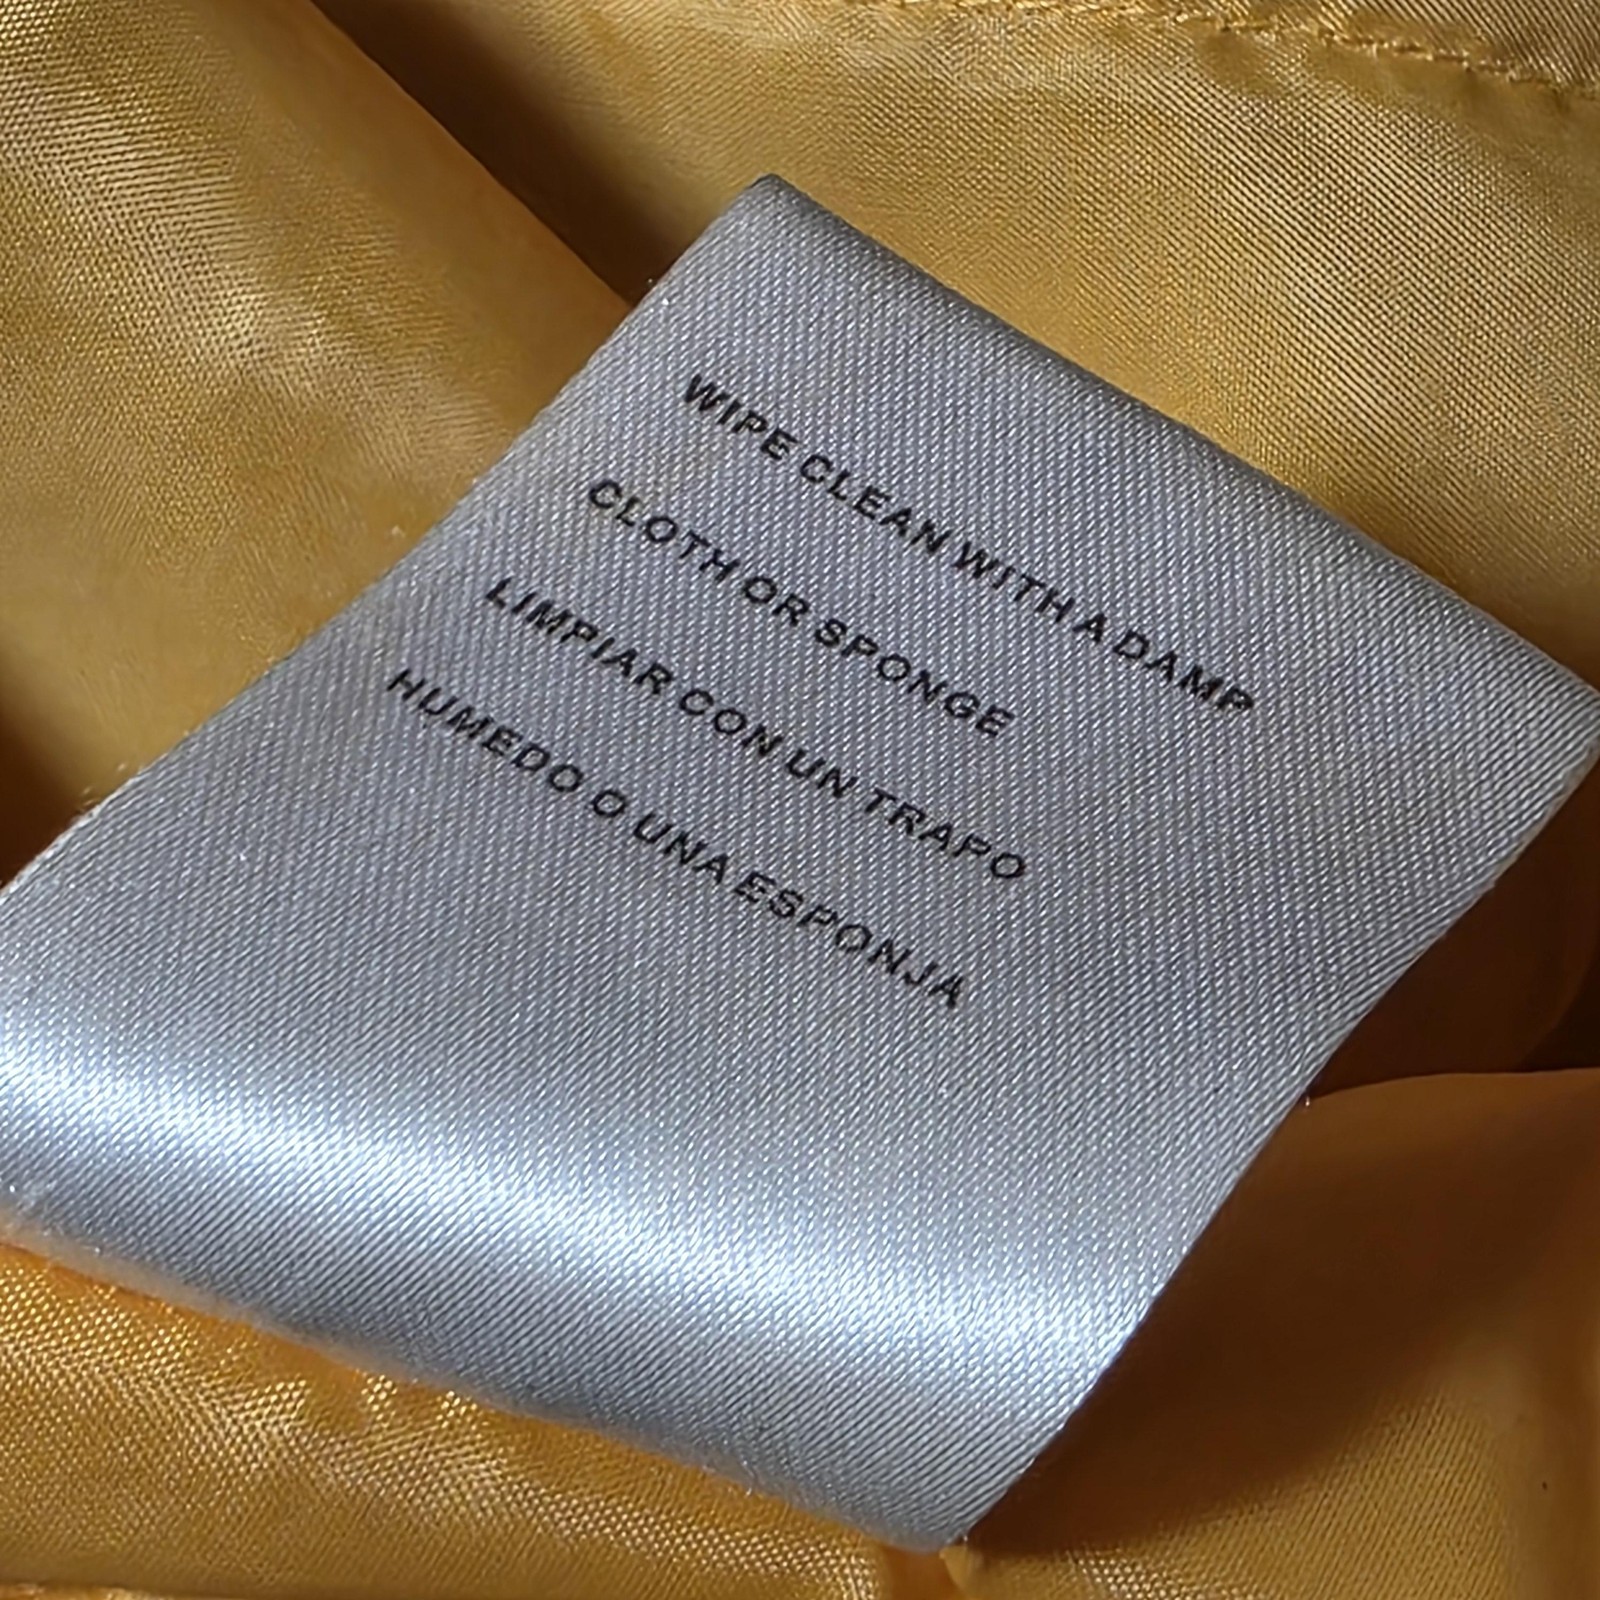 WIPE CLEAN WITH A DAMP
CLOTH OR SPONGE
LIMPIAR CON UN TRAPO
HUMEDO O UNA ESPONJA